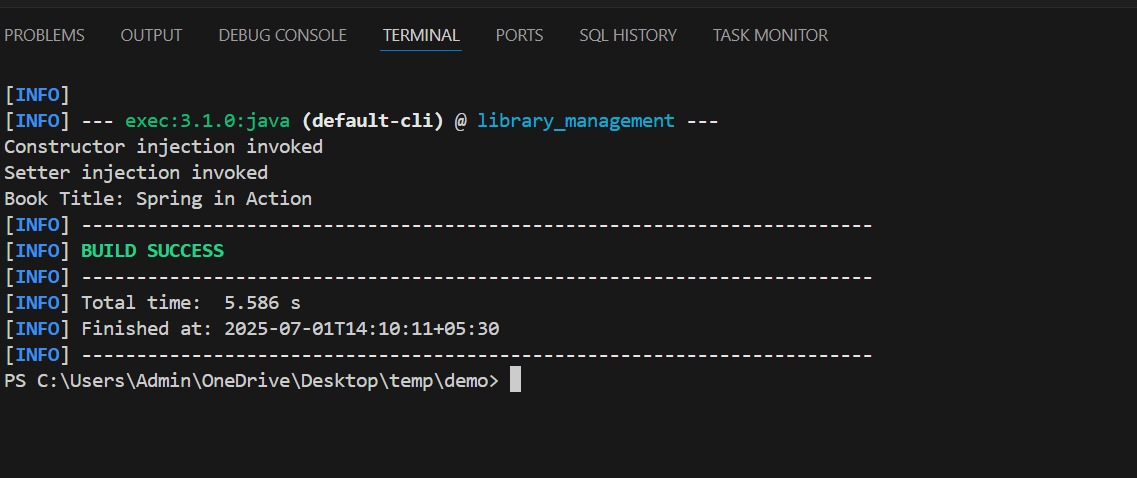 PROBLEMS OUTPUT DEBUG CONSOLE TERMINAL PORTS SQL HISTORY TASK MONITOR
[INFO]
[INFO] --- exec:3.1.0:java (default-cli) @ library_management ---
Constructor injection invoked
Setter injection invoked
Book Title: Spring in Action
[INFO] ------------------------------------------------------------------------
[INFO] BUILD SUCCESS
[INFO] ------------------------------------------------------------------------
[INFO] Total time:  5.586 s
[INFO] Finished at: 2025-07-01T14:10:11+05:30
[INFO] ------------------------------------------------------------------------
PS C:\Users\Admin\OneDrive\Desktop\temp\demo>